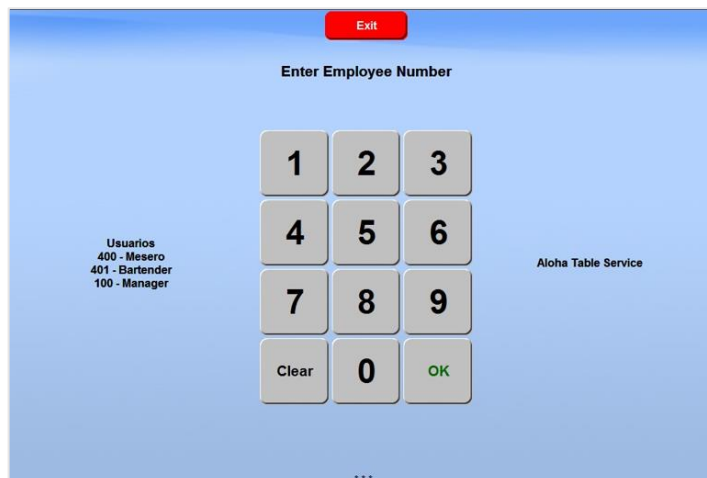 Exit
Enter Employee Number
1 2 3
4 5 6
7 8 9
Clear 0 OK
Usuarios
400 - Mesero
401 - Bartender
100 - Manager
Aloha Table Service
...